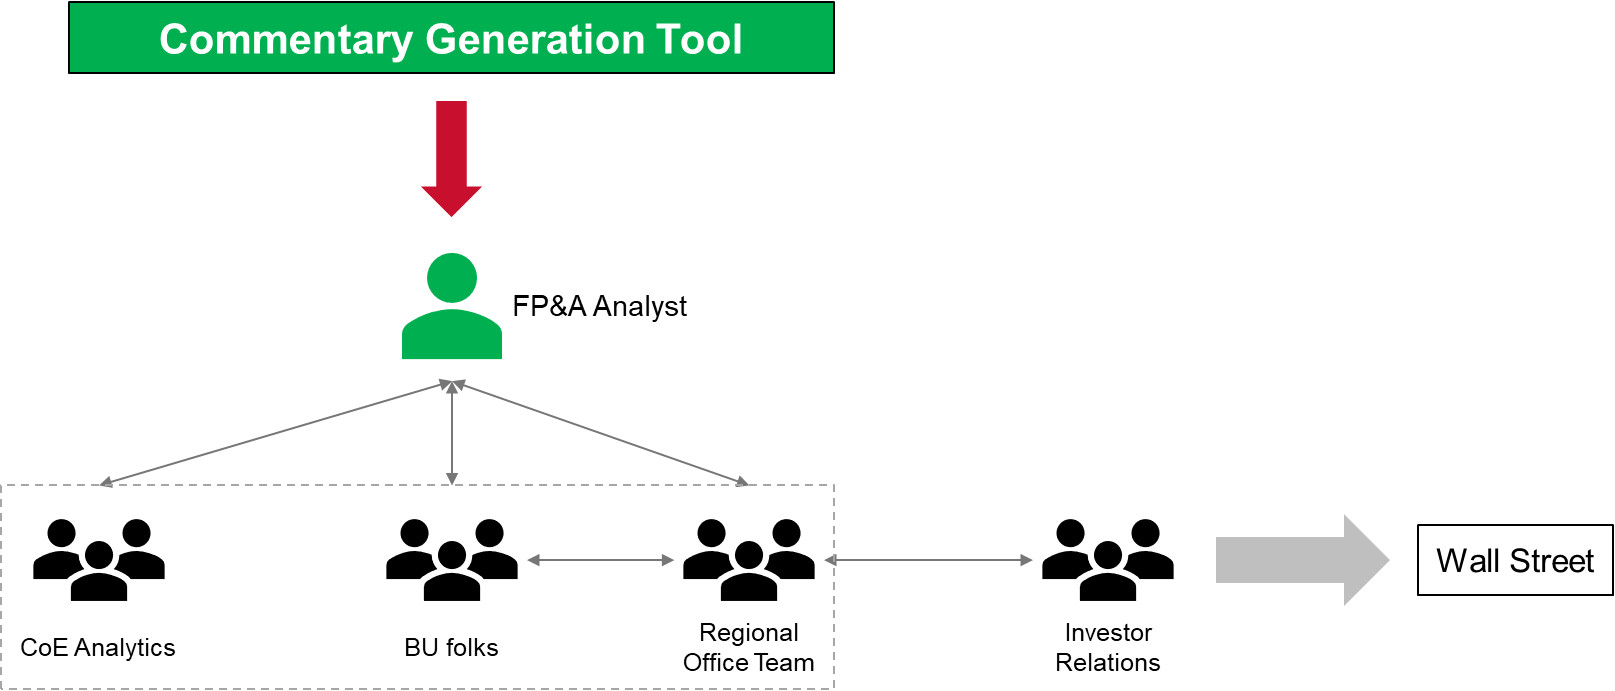 Commentary Generation Tool
FP&A Analyst
CoE Analytics
BU folks
Regional
Office Team
Investor
Relations
Wall Street